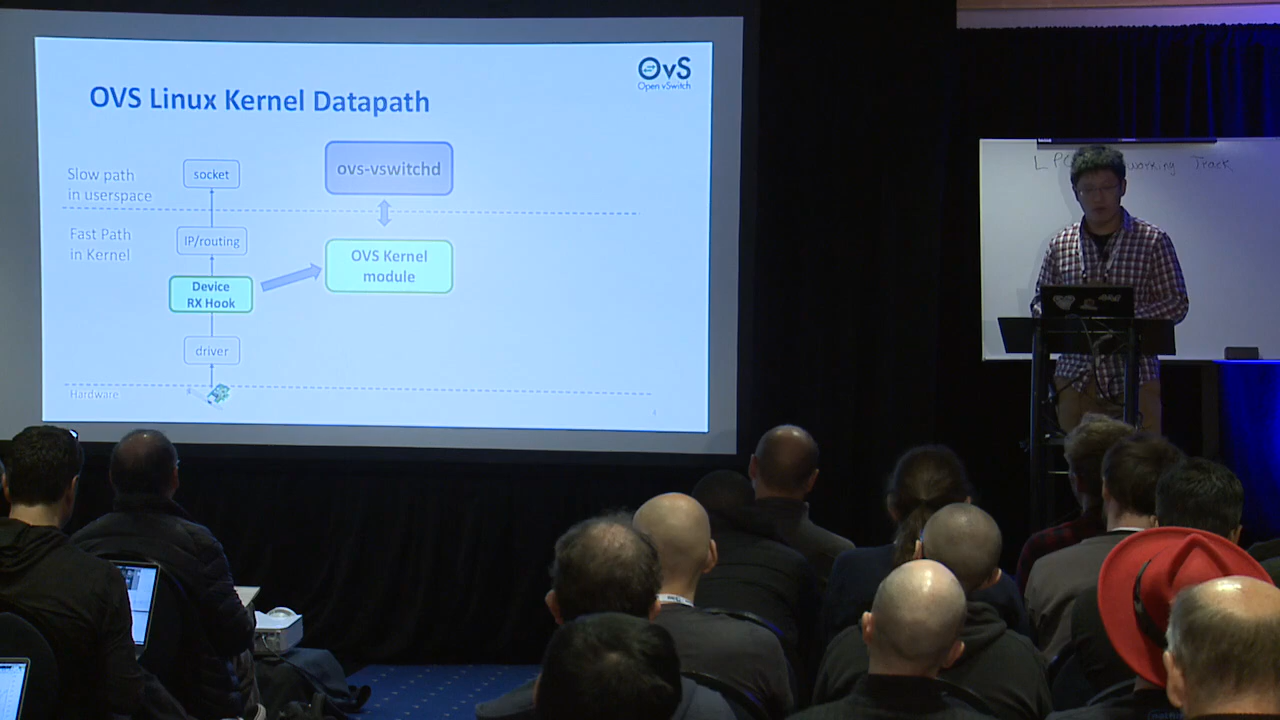 OVS Linux Kernel Datapath
OvS
Open vSwitch
Slow path
in userspace
socket
ovs-vswitchd
Fast Path
in Kernel
IP/routing
OVS Kernel
module
Device
RX Hook
driver
Hardware
Track